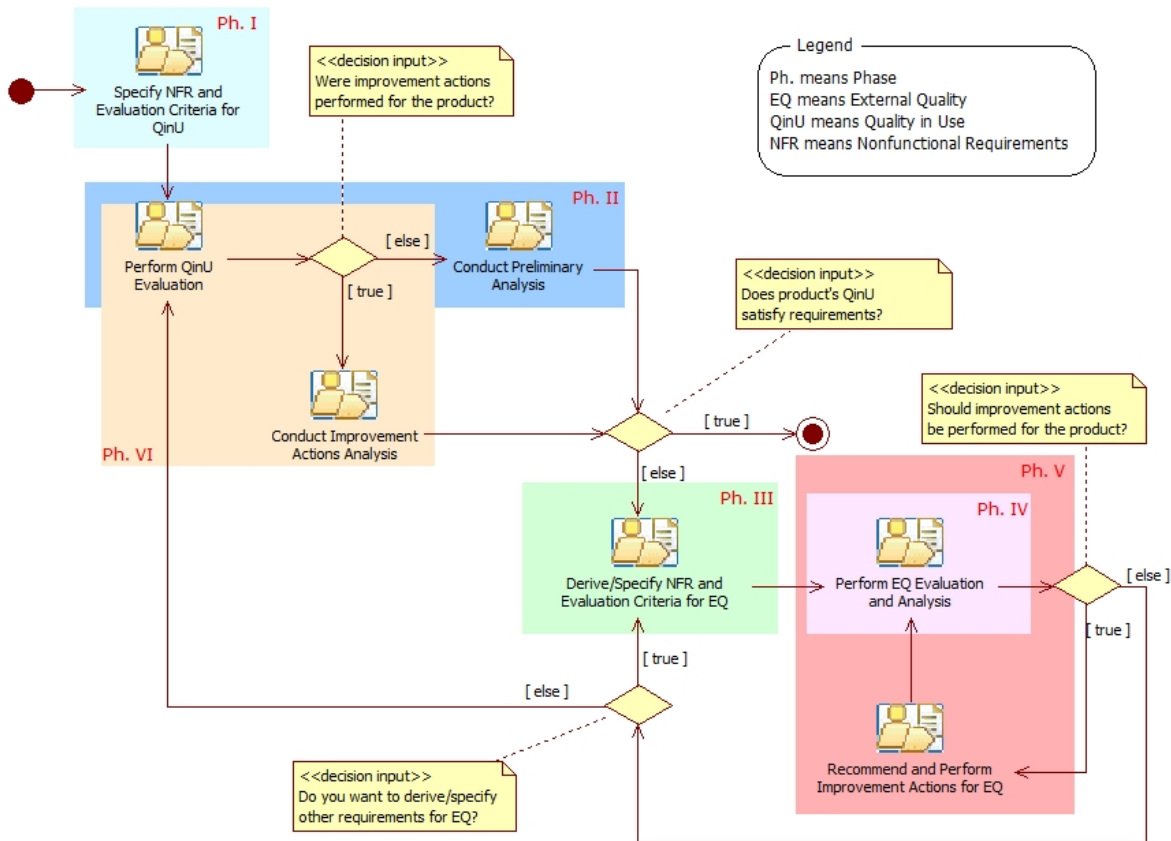 Ph. I
Specify NFR and
Evaluation Criteria for
QinU
<<decision input>>
Were improvement actions
performed for the product?
Legend
Ph. means Phase
EQ means External Quality
QinU means Quality in Use
NFR means Nonfunctional Requirements
Ph. II
Perform QinU
Evaluation
[ else ]
[ true ]
Conduct Preliminary
Analysis
<<decision input>>
Does product's QinU
satisfy requirements?
Conduct Improvement
Actions Analysis
Ph. VI
[ true ]
[ else ]
<<decision input>>
Should improvement actions
be performed for the product?
Ph. III
Derive/Specify NFR and
Evaluation Criteria for EQ
Ph. V
Ph. IV
Perform EQ Evaluation
and Analysis
[ else ]
[ true ]
[ true ]
[ else ]
Recommend and Perform
Improvement Actions for EQ
<<decision input>>
Do you want to derive/specify
other requirements for EQ?